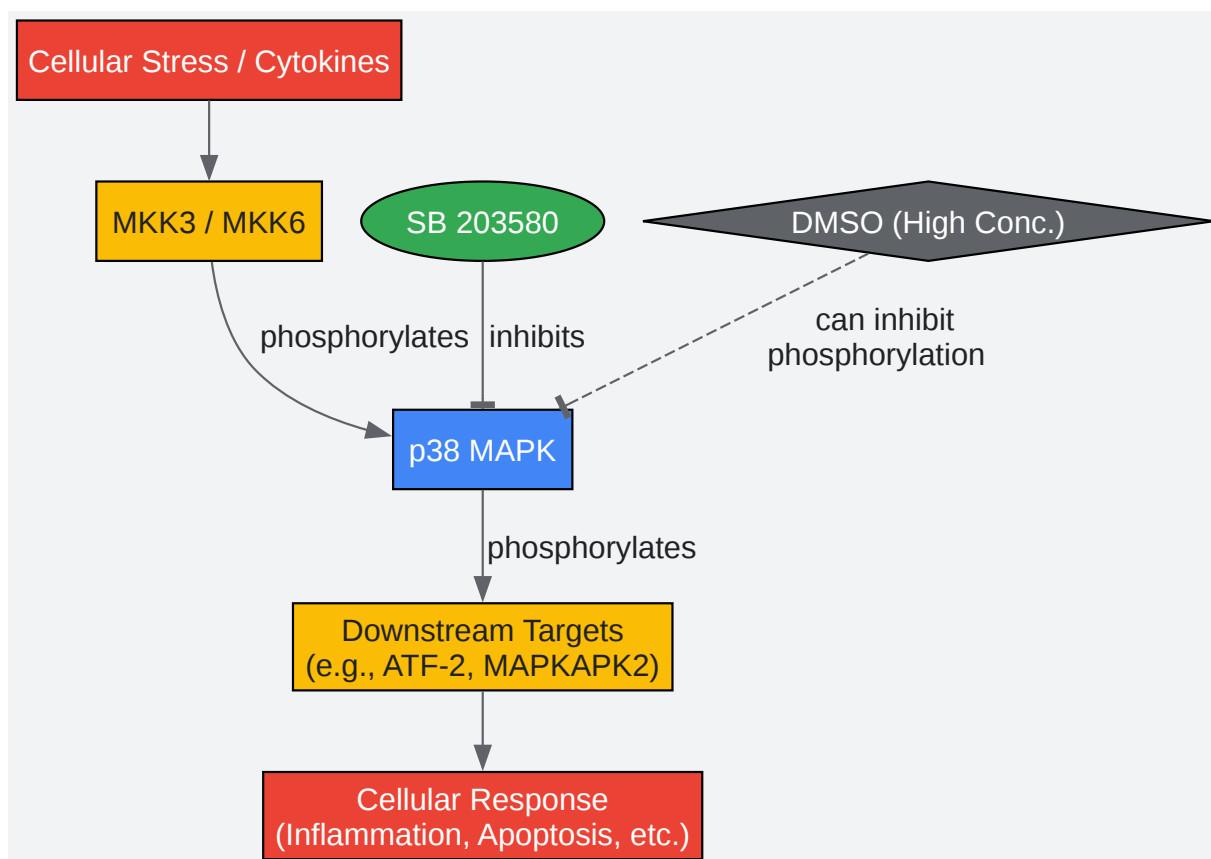 Cellular Stress / Cytokines
MKK3 / MKK6
SB 203580
DMSO (High Conc.)
phosphorylates
inhibits
can inhibit
phosphorylation
p38 MAPK
phosphorylates
Downstream Targets
(e.g., ATF-2, MAPKAPK2)
Cellular Response
(Inflammation, Apoptosis, etc.)